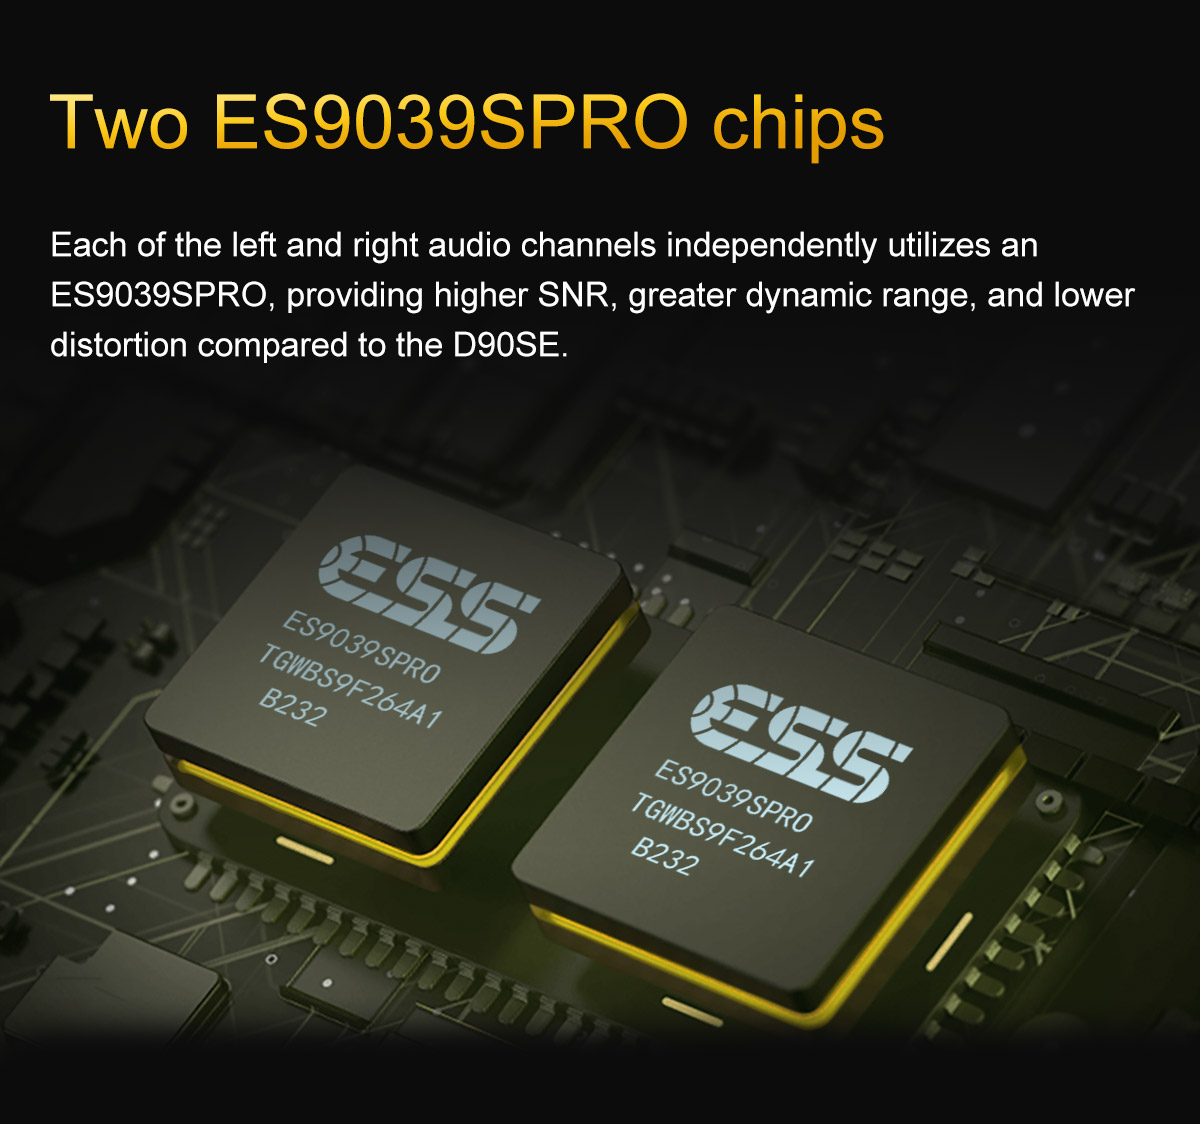 Two ES9039SPRO chips
Each of the left and right audio channels independently utilizes an
ES9039SPRO, providing higher SNR, greater dynamic range, and lower
distortion compared to the D90SE.
ESS
ES9039SPRO
TGWBS9F264A1
B232
ESS
ES9039SPRO
TGWBS9F264A1
B232